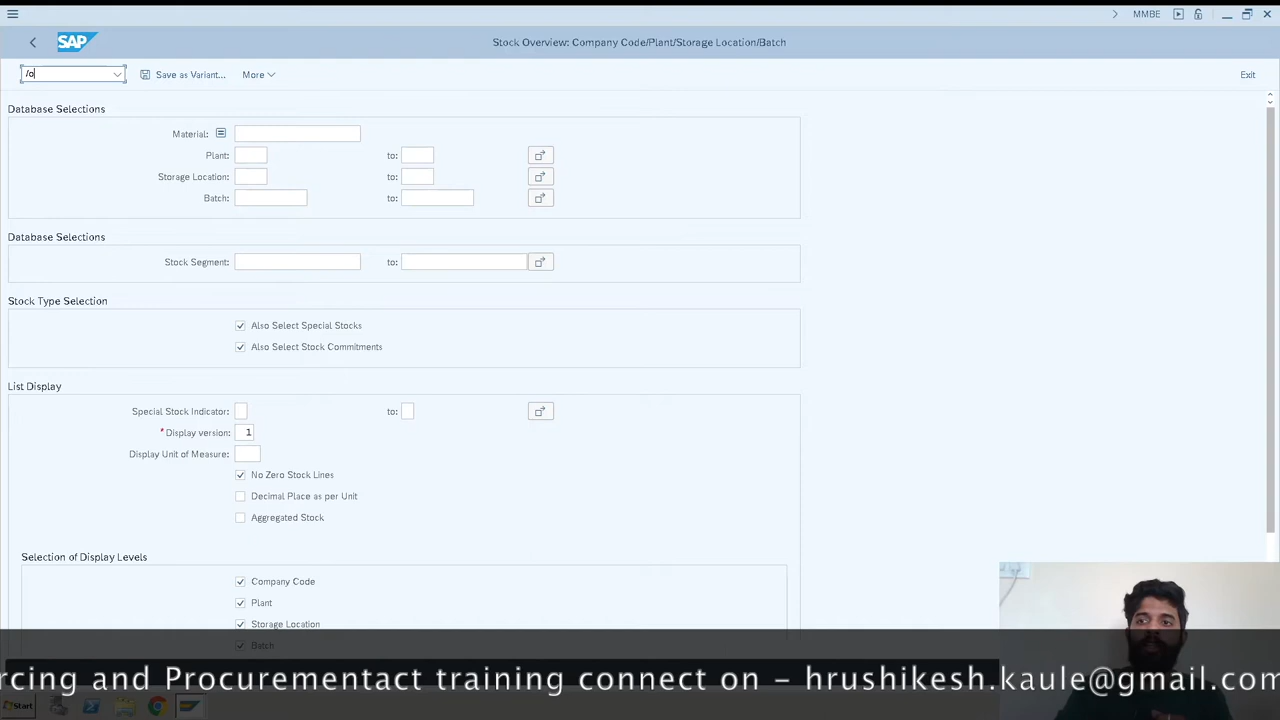 MMBE
SAP
Stock Overview: Company Code/Plant/Storage Location/Batch
/o
Save as Variant...
More
Exit
Database Selections
Material:
Plant:
to:
Storage Location:
to:
Batch:
to:
Database Selections
Stock Segment:
to:
Stock Type Selection
Also Select Special Stocks
Also Select Stock Commitments
List Display
Special Stock Indicator:
to:
* Display version: 1
Display Unit of Measure:
No Zero Stock Lines
Decimal Place as per Unit
Aggregated Stock
Selection of Display Levels
Company Code
Plant
Storage Location
Batch
rcing and Procurementact training connect on – hrushikesh.kaule@gmail.com
Start